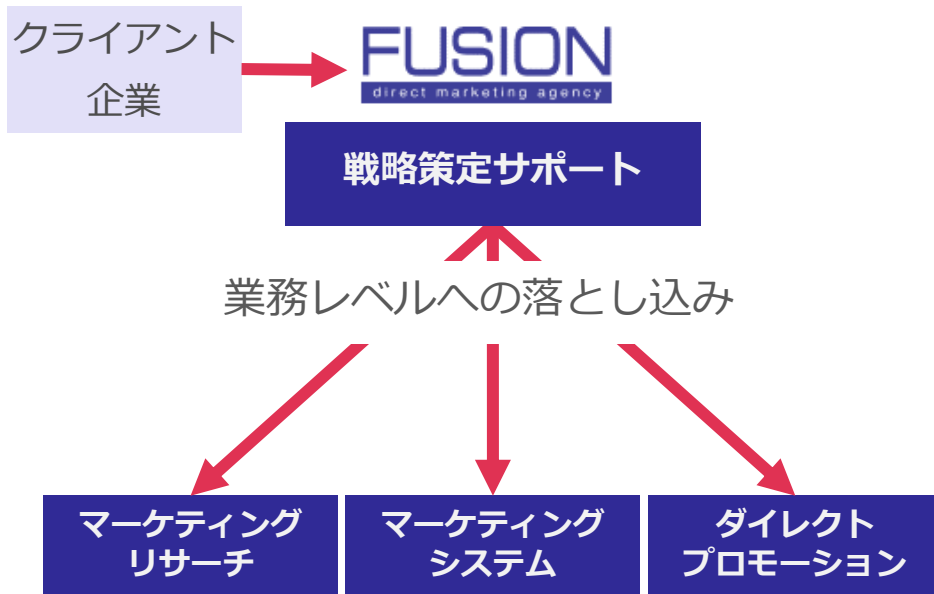 クライアント
企業
FUSION
direct marketing agency
戦略策定サポート
業務レベルへの落とし込み
マーケティング
リサーチ
マーケティング
システム
ダイレクト
プロモーション